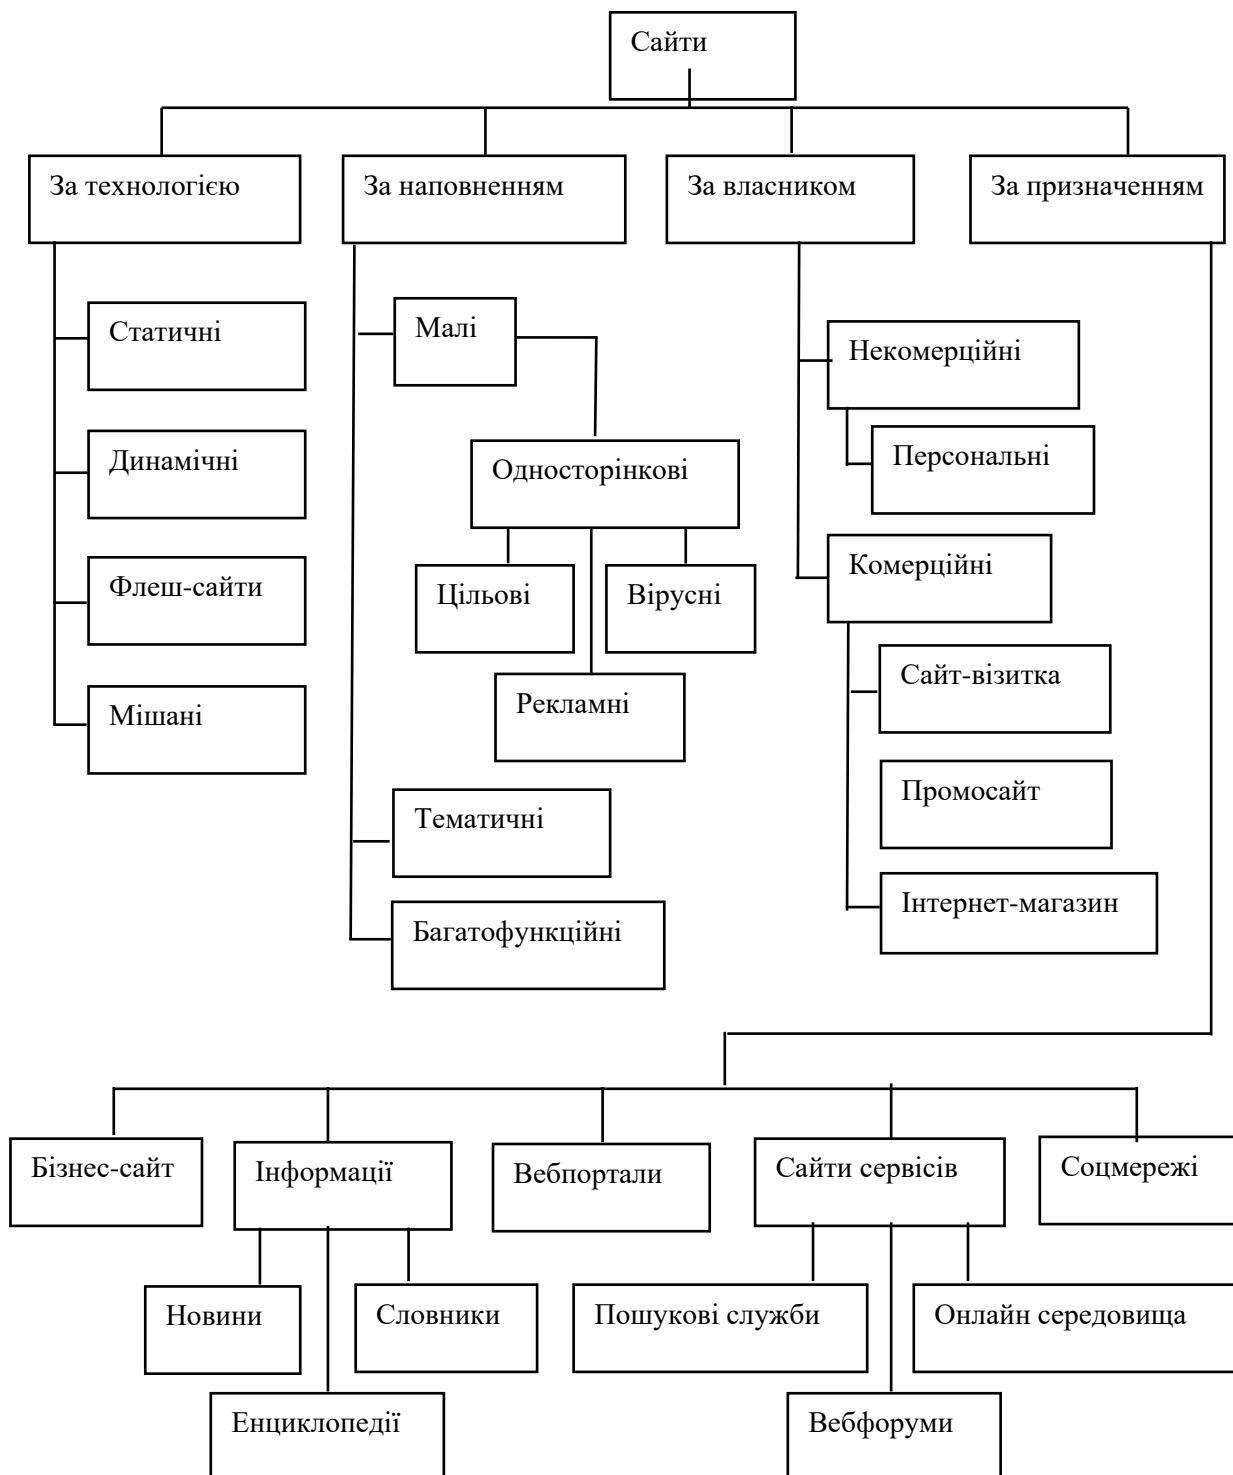 Сайти
За технологією
За наповненням
За власником
За призначенням
Статичні
Динамічні
Флеш-сайти
Мішані
Малі
Односторінкові
Цільові
Вірусні
Рекламні
Тематичні
Багатофункційні
Некомерційні
Персональні
Комерційні
Сайт-візитка
Промосайт
Інтернет-магазин
Бізнес-сайт
Інформації
Вебпортали
Сайти сервісів
Соцмережі
Новини
Словники
Енциклопедії
Пошукові служби
Онлайн середовища
Вебфоруми